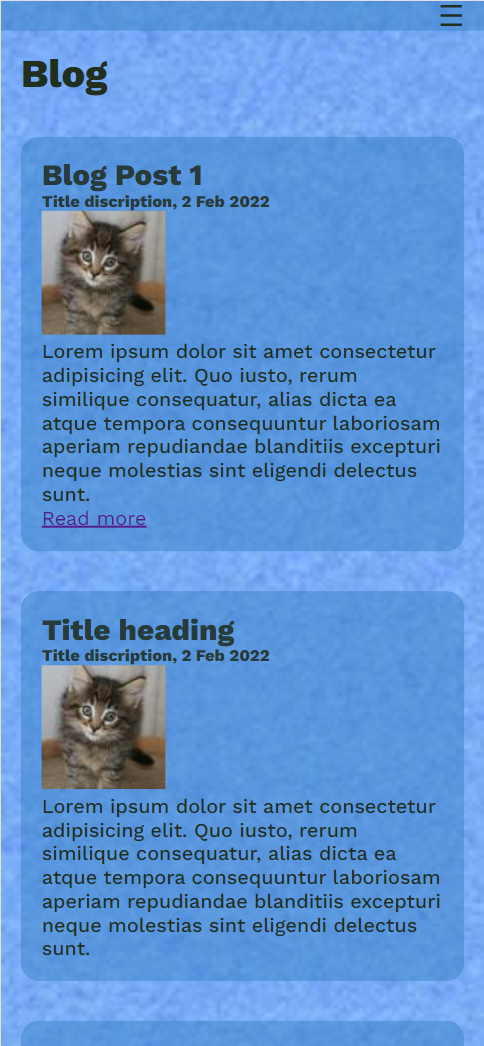 Blog
Blog Post 1
Title discription, 2 Feb 2022
Lorem ipsum dolor sit amet consectetur
adipisicing elit. Quo iusto, rerum
similique consequatur, alias dicta ea
atque tempora consequuntur laboriosam
aperiam repudiandae blanditiis excepturi
neque molestias sint eligendi delectus
sunt.
Read more
Title heading
Title discription, 2 Feb 2022
Lorem ipsum dolor sit amet consectetur
adipisicing elit. Quo iusto, rerum
similique consequatur, alias dicta ea
atque tempora consequuntur laboriosam
aperiam repudiandae blanditiis excepturi
neque molestias sint eligendi delectus
sunt.